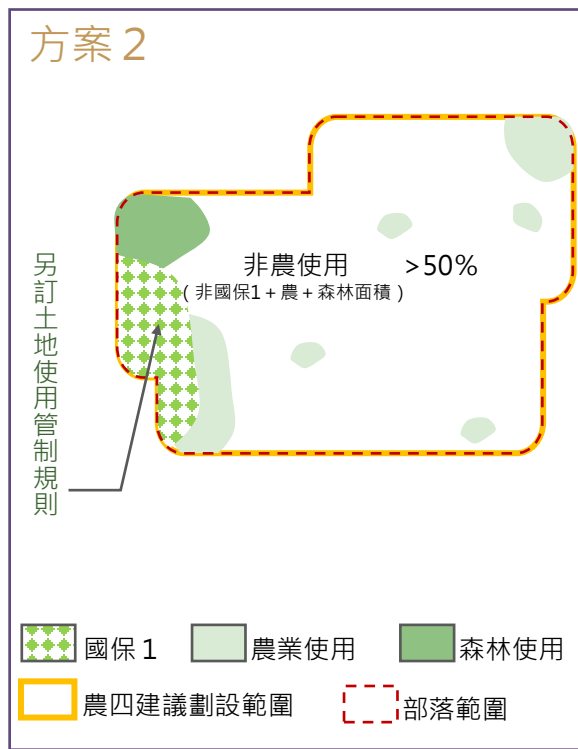 方案2
非農使用 >50%
(非國保1+農+森林面積)
另訂土地使用管制規則
國保1
農業使用
森林使用
農四建議劃設範圍
部落範圍